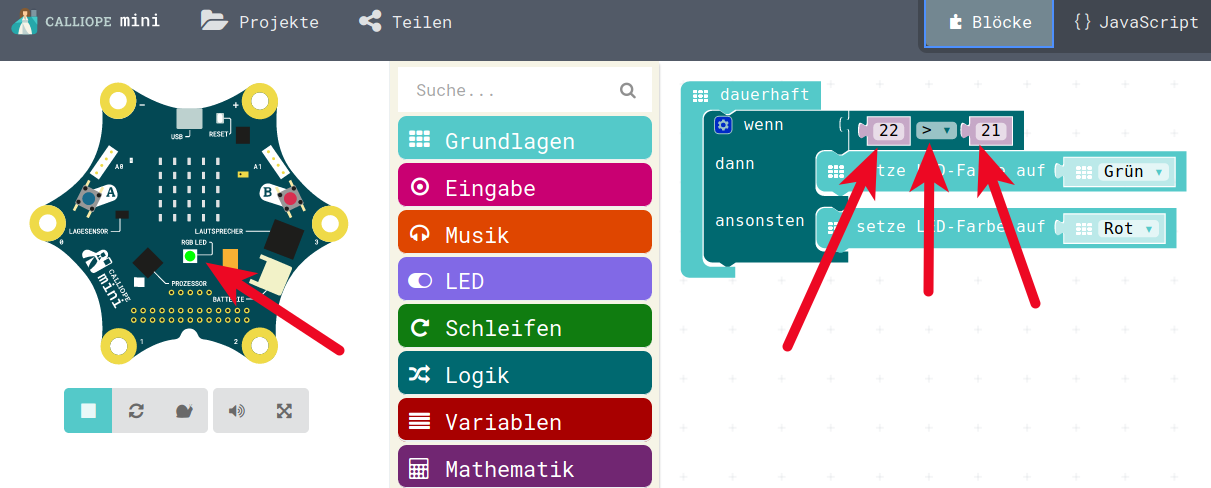 CALLIOPE mini
Projekte
Teilen
Blöcke
{} JavaScript
Suche...
Grundlagen
Eingabe
Musik
LED
Schleifen
Logik
Variablen
Mathematik
- +
USB RESET
A0 A1
A B
LAGESENSOR LAUTSPRECHER
0 3
RGB LED
PROZESSOR
BATTERIE
CALLIOPE
mini
1 2
dauerhaft
wenn ( 22 > 21
dann
setze LED-Farbe auf Grün
ansonsten setze LED-Farbe auf Rot